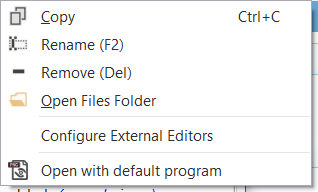 Copy Ctrl+C
Rename (F2)
Remove (Del)
Open Files Folder
Configure External Editors
Open with default program